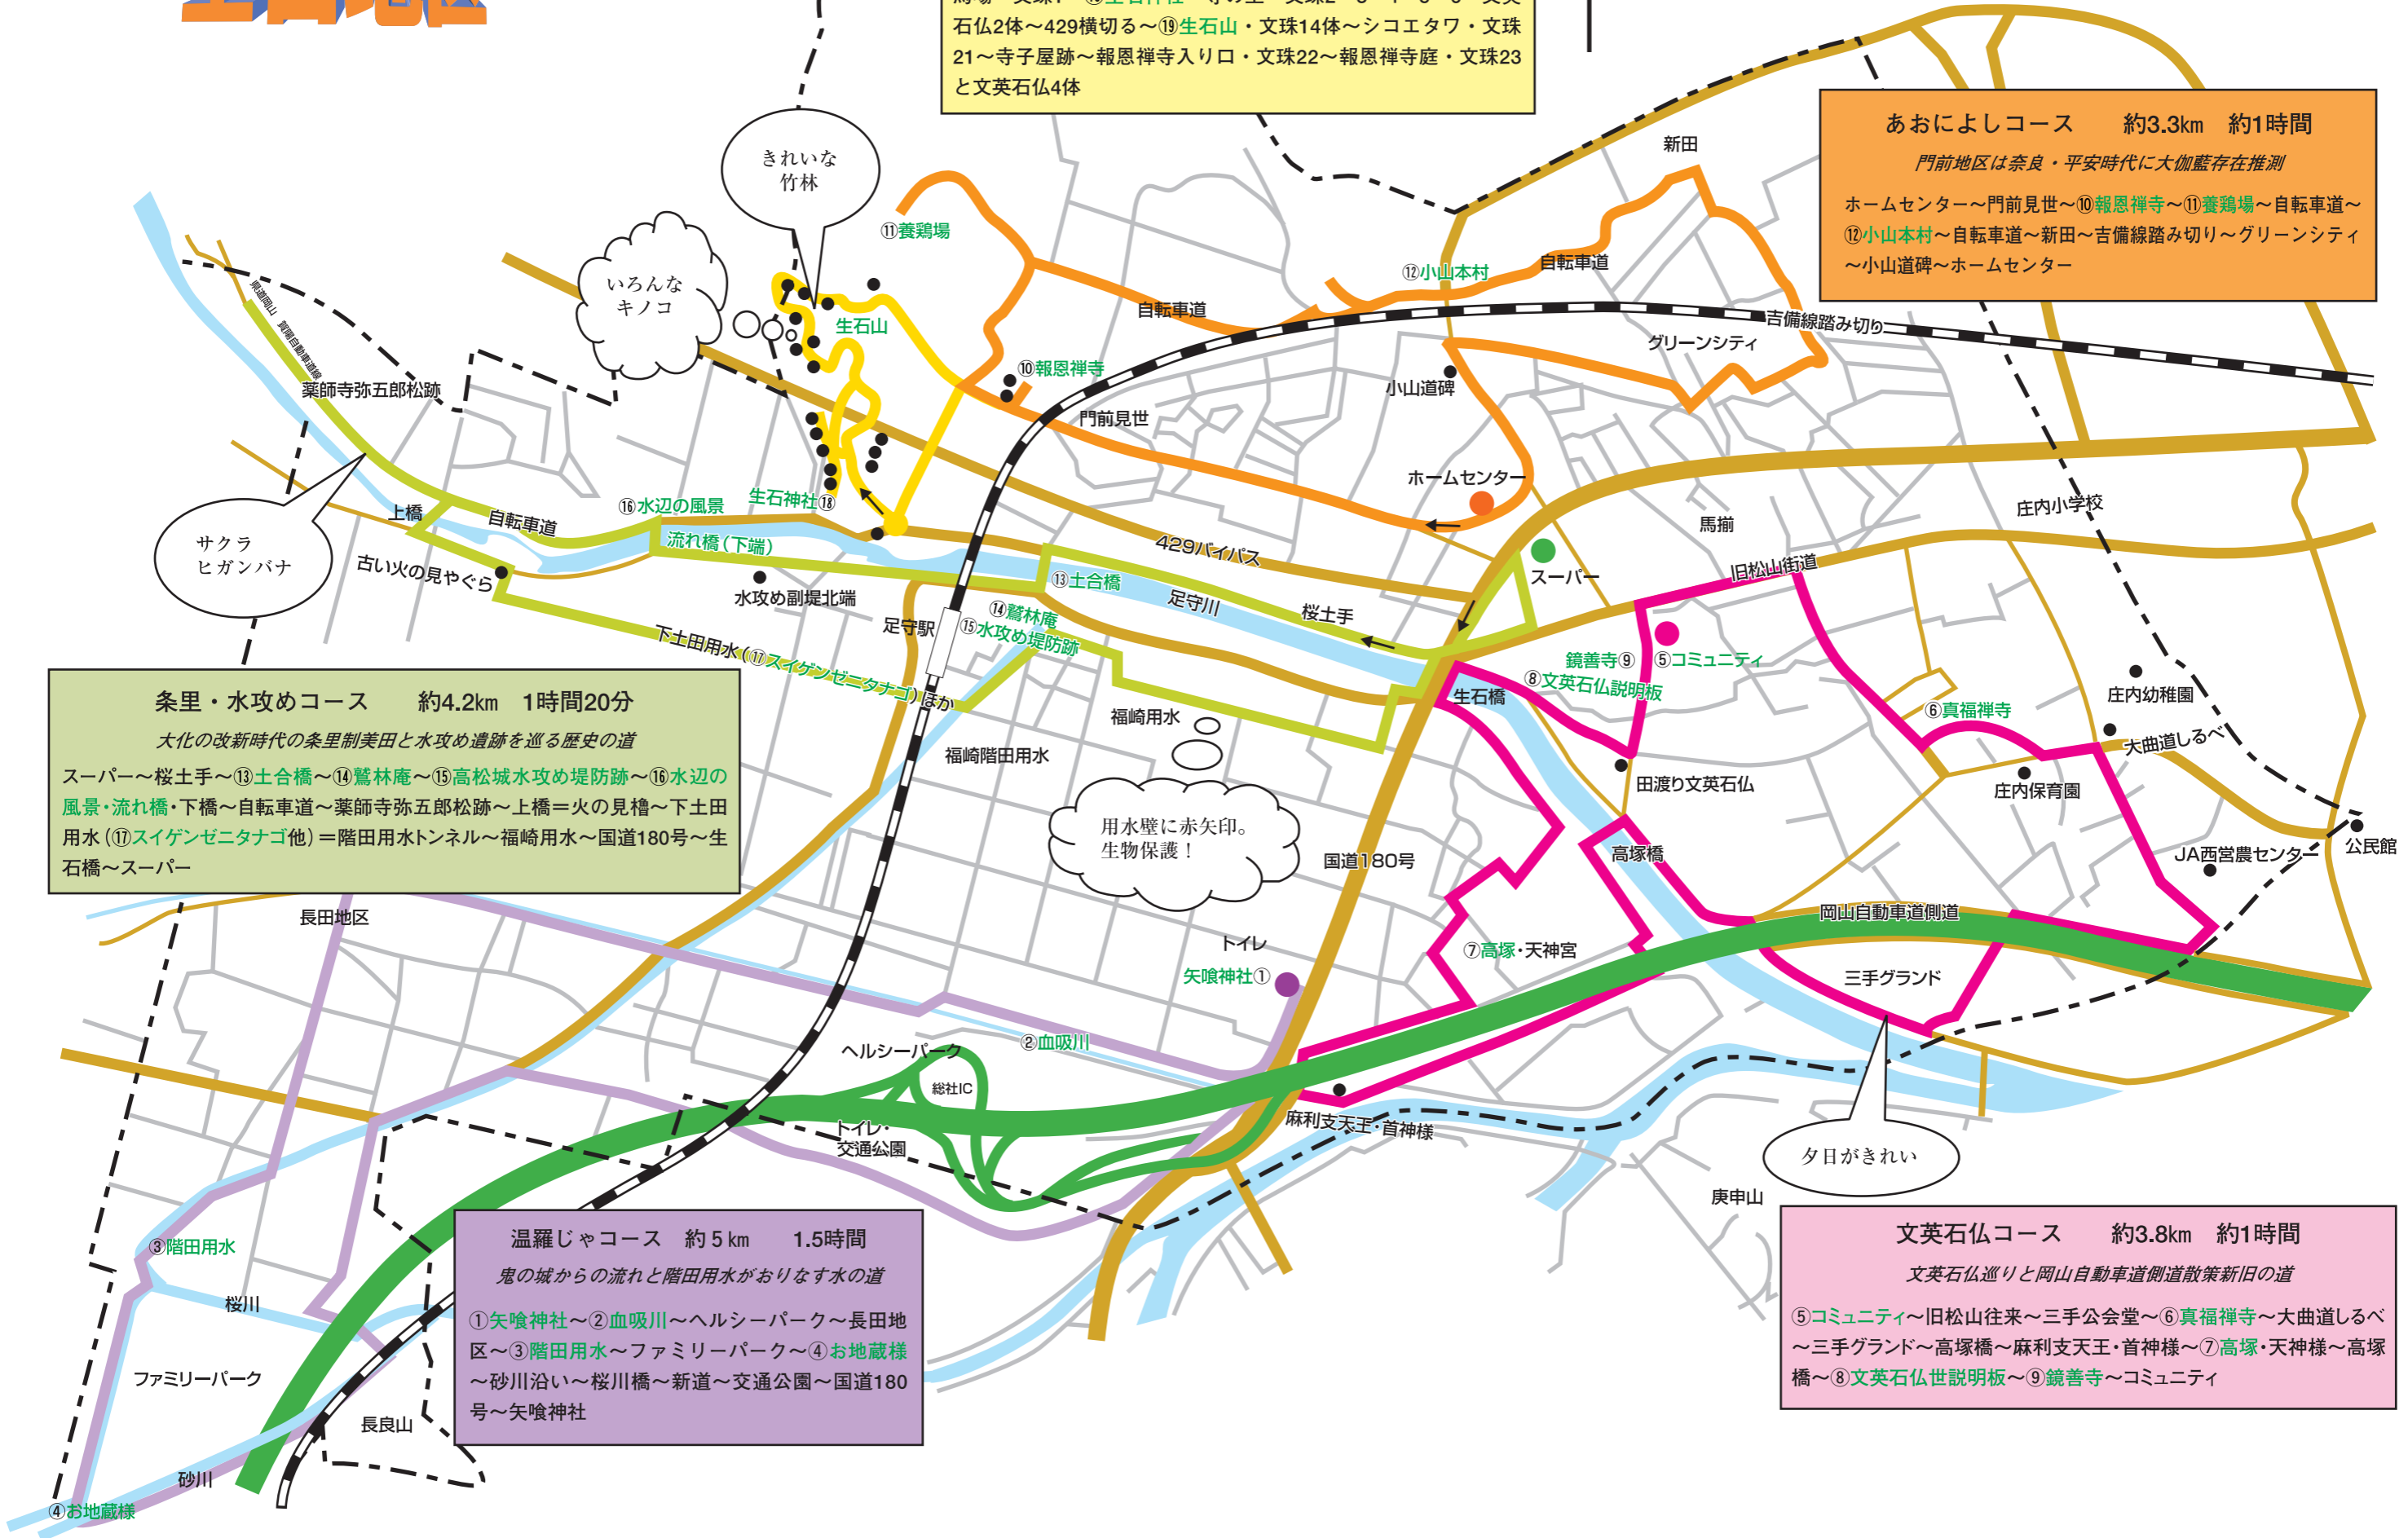 石仏2体～429横切る～⑲生石山・文珠14体～シコエタワ・文珠
21～寺子屋跡～報恩禅寺入り口・文珠22～報恩禅寺庭・文珠23
と文英石仏4体
あおによしコース 約3.3㎞ 約1時間
門前地区は奈良・平安時代に大伽藍存在推測
ホームセンター～門前見世～⑩報恩禅寺～⑪養鶏場～自転車道～
⑫小山本村～自転車道～新田～吉備線踏み切り～グリーンシティ
～小山道碑～ホームセンター
新田
きれいな
竹林
⑪養鶏場
いろんな
キノコ
⑫小山本村
自転車道
自転車道
生石山
吉備線踏み切り
グリーンシティ
薬師寺弥五郎松跡
⑩報恩禅寺
小山道碑
門前見世
ホームセンター
⑯水辺の風景
生石神社⑱
上橋
自転車道
流れ橋(下端)
馬揃
庄内小学校
サクラ
ヒガンバナ
古い火の見やぐら
水攻め副堤北端
429バイパス
⑬土合橋
足守川
桜土手
スーパー
旧松山街道
⑭鷲林庵
⑮水攻め堤防跡
足守駅
下土田用水(⑰スイゲンゼニタナゴ)ほか
鏡善寺⑨
⑤コミュニティ
⑧文英石仏説明板
生石橋
庄内幼稚園
⑥真福禅寺
大曲道しるべ
条里・水攻めコース 約4.2㎞ 1時間20分
大化の改新時代の条里制美田と水攻め遺跡を巡る歴史の道
スーパー～桜土手～⑬土合橋～⑭鷲林庵～⑮高松城水攻め堤防跡～⑯水辺の
風景・流れ橋・下橋～自転車道～薬師寺弥五郎松跡～上橋＝火の見櫓～下土田
用水(⑰スイゲンゼニタナゴ他)＝階田用水トンネル～福崎用水～国道180号～生
石橋～スーパー
福崎用水
福崎階田用水
田渡り文英石仏
庄内保育園
用水壁に赤矢印。
生物保護！
国道180号
高塚橋
JA西営農センター
公民館
長田地区
岡山自動車道側道
トイレ
矢喰神社①
⑦高塚・天神宮
三手グランド
②血吸川
ヘルシーパーク
総社IC
トイレ・
交通公園
麻利支天王・首神様
夕日がきれい
庚申山
③階田用水
桜川
ファミリーパーク
長良山
砂川
④お地蔵様
温羅じゃコース 約5㎞ 1.5時間
鬼の城からの流れと階田用水がおりなす水の道
①矢喰神社～②血吸川～ヘルシーパーク～長田地
区～③階田用水～ファミリーパーク～④お地蔵様
～砂川沿い～桜川橋～新道～交通公園～国道180
号～矢喰神社
文英石仏コース 約3.8㎞ 約1時間
文英石仏巡りと岡山自動車道側道散策新旧の道
⑤コミュニティ～旧松山往来～三手公会堂～⑥真福禅寺～大曲道しるべ
～三手グランド～高塚橋～麻利支天王・首神様～⑦高塚・天神様～高塚
橋～⑧文英石仏世説明板～⑨鏡善寺～コミュニティ